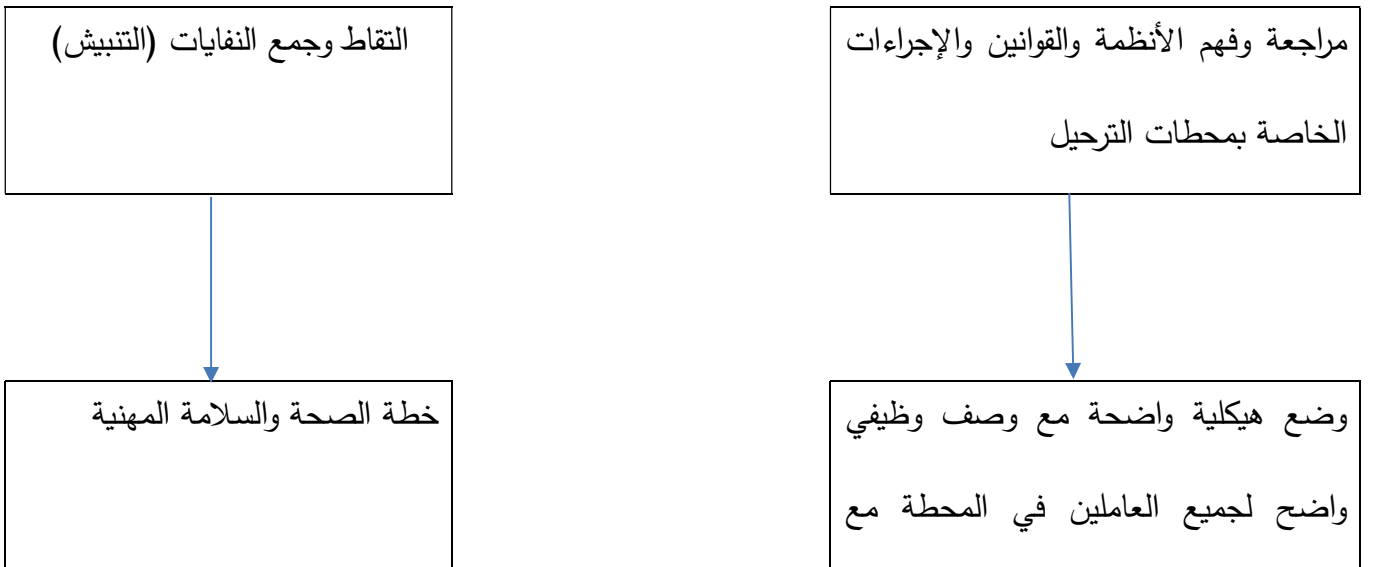 مراجعة وفهم الأنظمة والقوانين والإجراءات
الخاصة بمحطات الترحيل
التقاط وجمع النفايات (التنبيش)
وضع هيكلية واضحة مع وصف وظيفي
واضح لجميع العاملين في المحطة مع
خطة الصحة والسلامة المهنية